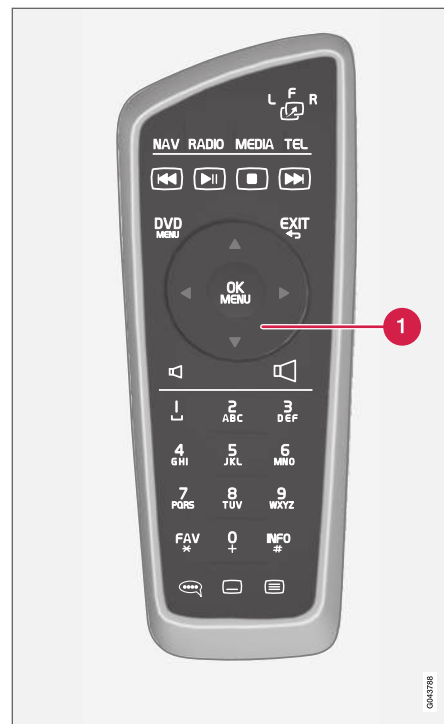 L F R
NAV RADIO MEDIA TEL
DVD EXIT
MENU
OK
MENU
1
1 2 3
ABC DEF
4 5 6
GHI JKL MNO
7 8 9
PQRS TUV WXYZ
FAV 0 INFO
* + #
G043788